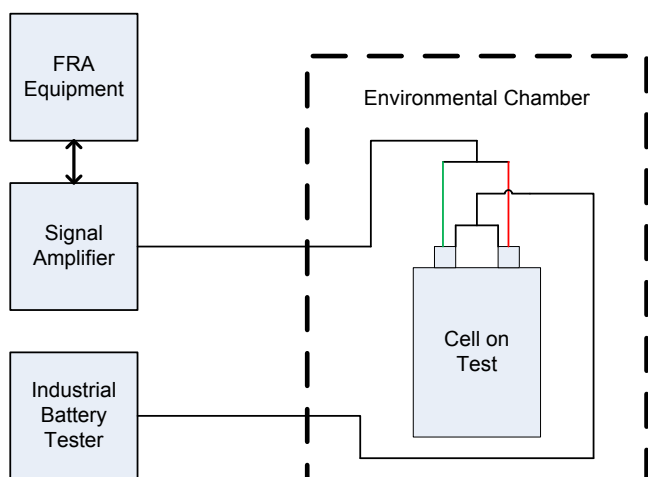 FRA
Equipment
Environmental Chamber
Signal
Amplifier
Cell on
Test
Industrial
Battery
Tester